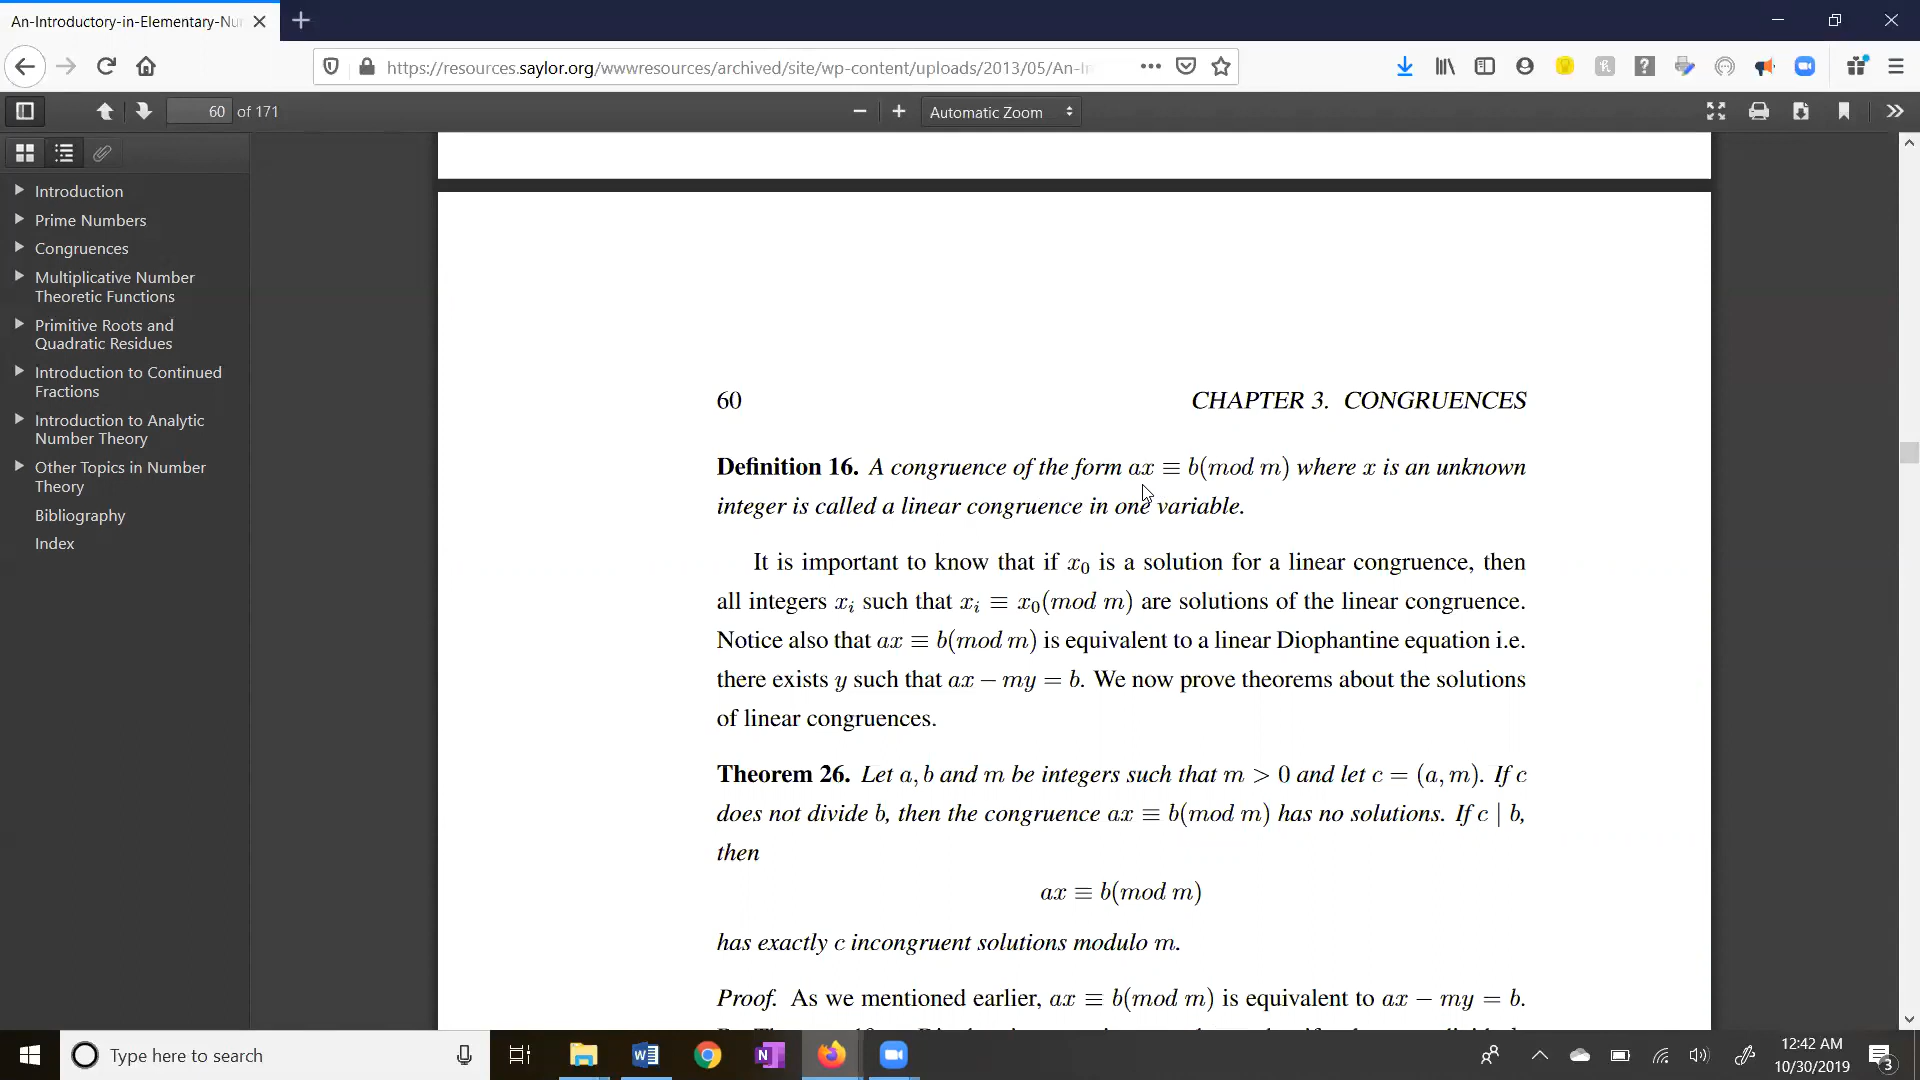 An-Introductory-in-Elementary-Nu
https://resources.saylor.org/wwwresources/archived/site/wp-content/uploads/2013/05/An-In
60 of 171
Automatic Zoom
Introduction
Prime Numbers
Congruences
Multiplicative Number
Theoretic Functions
Primitive Roots and
Quadratic Residues
Introduction to Continued
Fractions
Introduction to Analytic
Number Theory
Other Topics in Number
Theory
Bibliography
Index
60 CHAPTER 3. CONGRUENCES
Definition 16. A congruence of the form ax ≡ b(mod m) where x is an unknown
integer is called a linear congruence in one variable.
It is important to know that if x₀ is a solution for a linear congruence, then
all integers xᵢ such that xᵢ ≡ x₀(mod m) are solutions of the linear congruence.
Notice also that ax ≡ b(mod m) is equivalent to a linear Diophantine equation i.e.
there exists y such that ax − my = b. We now prove theorems about the solutions
of linear congruences.
Theorem 26. Let a, b and m be integers such that m > 0 and let c = (a, m). If c
does not divide b, then the congruence ax ≡ b(mod m) has no solutions. If c | b,
then
ax ≡ b(mod m)
has exactly c incongruent solutions modulo m.
Proof. As we mentioned earlier, ax ≡ b(mod m) is equivalent to ax − my = b.
Type here to search
12:42 AM
10/30/2019
3